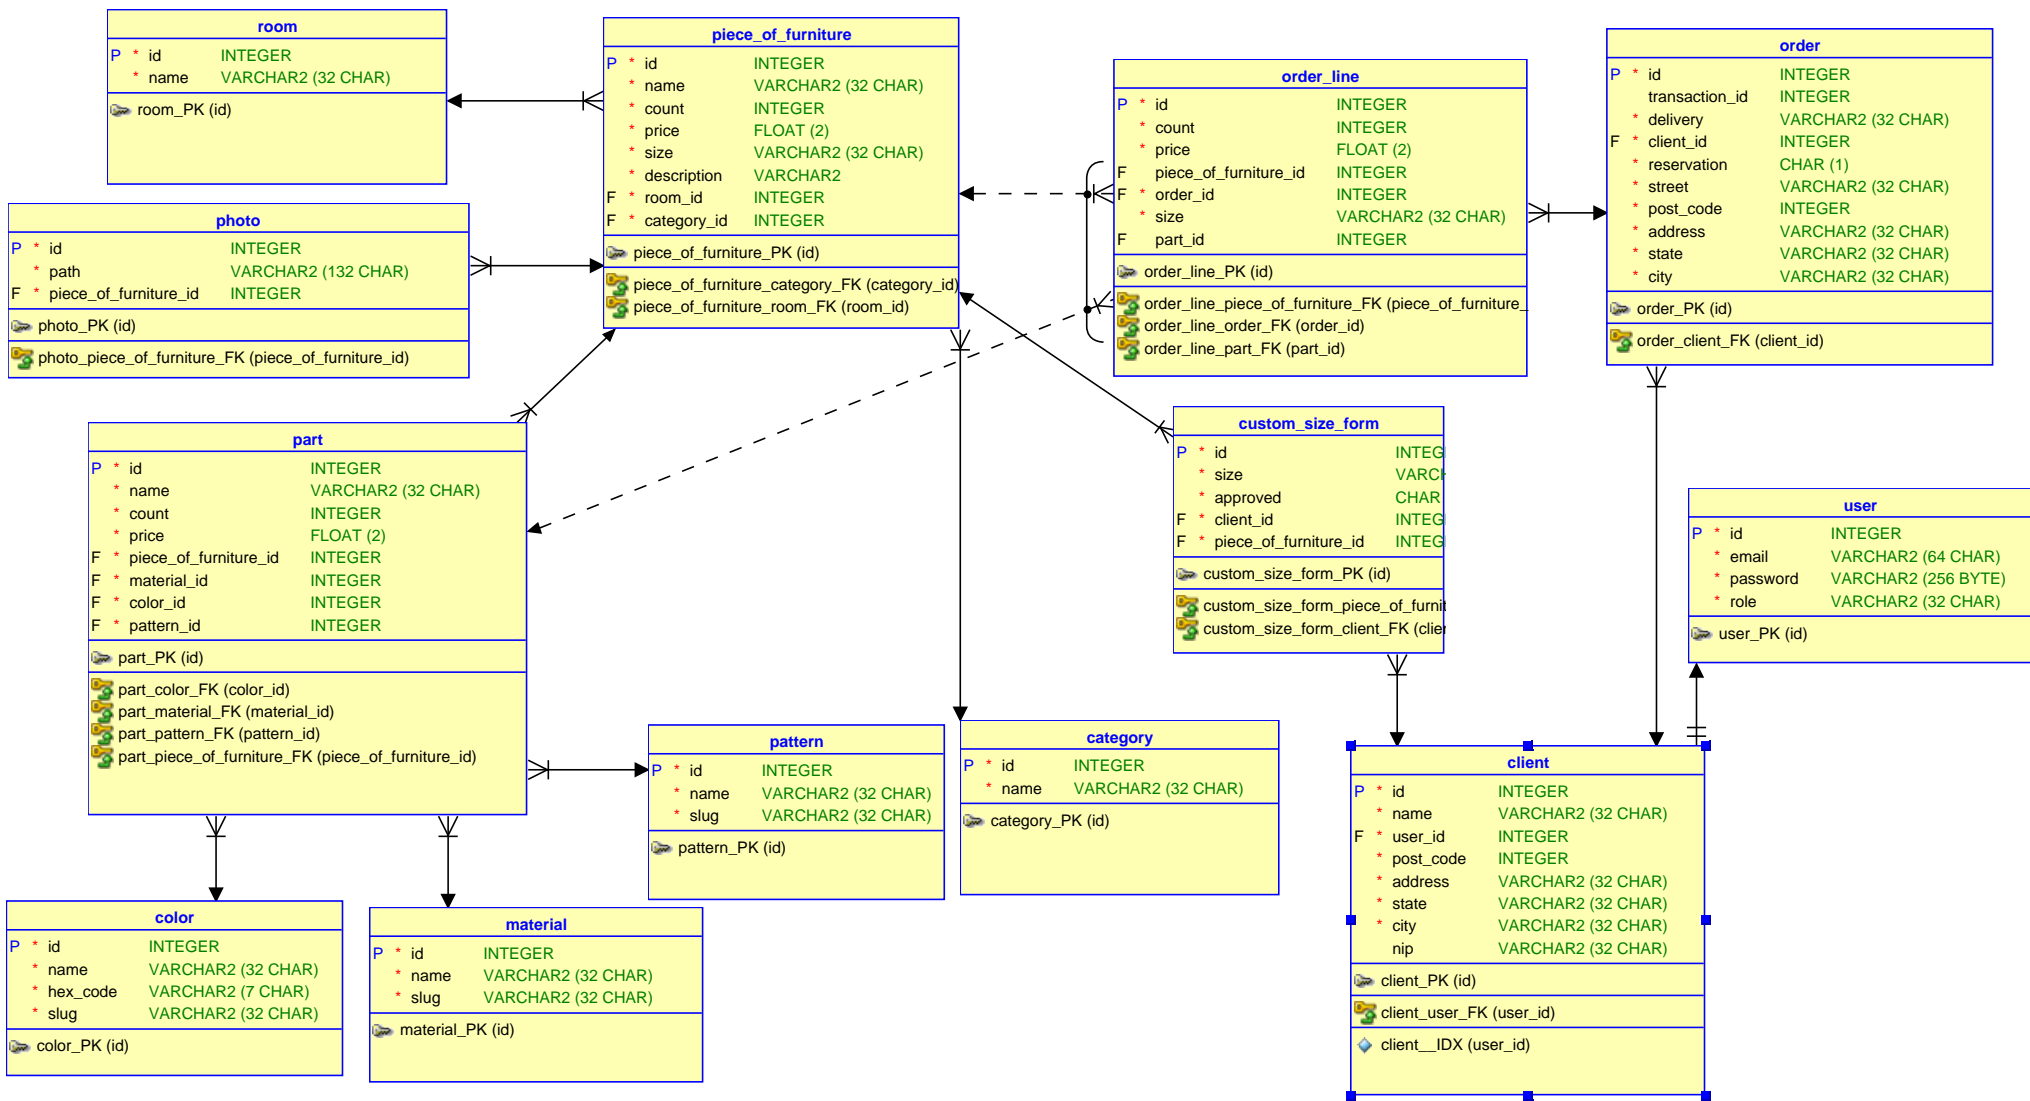 room
P * id INTEGER
* name VARCHAR2 (32 CHAR)
room_PK (id)
piece_of_furniture
P * id INTEGER
* name VARCHAR2 (32 CHAR)
* count INTEGER
* price FLOAT (2)
* size VARCHAR2 (32 CHAR)
* description VARCHAR2
F * room_id INTEGER
F * category_id INTEGER
piece_of_furniture_PK (id)
piece_of_furniture_category_FK (category_id)
piece_of_furniture_room_FK (room_id)
order_line
P * id INTEGER
* count INTEGER
* price FLOAT (2)
F piece_of_furniture_id INTEGER
F * order_id INTEGER
* size VARCHAR2 (32 CHAR)
F part_id INTEGER
order_line_PK (id)
order_line_piece_of_furniture_FK (piece_of_furniture_
order_line_order_FK (order_id)
order_line_part_FK (part_id)
order
P * id INTEGER
transaction_id INTEGER
* delivery VARCHAR2 (32 CHAR)
F * client_id INTEGER
* reservation CHAR (1)
* street VARCHAR2 (32 CHAR)
* post_code INTEGER
* address VARCHAR2 (32 CHAR)
* state VARCHAR2 (32 CHAR)
* city VARCHAR2 (32 CHAR)
order_PK (id)
order_client_FK (client_id)
photo
P * id INTEGER
* path VARCHAR2 (132 CHAR)
F * piece_of_furniture_id INTEGER
photo_PK (id)
photo_piece_of_furniture_FK (piece_of_furniture_id)
part
P * id INTEGER
* name VARCHAR2 (32 CHAR)
* count INTEGER
* price FLOAT (2)
F * piece_of_furniture_id INTEGER
F * material_id INTEGER
F * color_id INTEGER
F * pattern_id INTEGER
part_PK (id)
part_color_FK (color_id)
part_material_FK (material_id)
part_pattern_FK (pattern_id)
part_piece_of_furniture_FK (piece_of_furniture_id)
custom_size_form
P * id INTEG
* size VARCH
* approved CHAR
F * client_id INTEG
F * piece_of_furniture_id INTEG
custom_size_form_PK (id)
custom_size_form_piece_of_furnit
custom_size_form_client_FK (clien
user
P * id INTEGER
* email VARCHAR2 (64 CHAR)
* password VARCHAR2 (256 BYTE)
* role VARCHAR2 (32 CHAR)
user_PK (id)
pattern
P * id INTEGER
* name VARCHAR2 (32 CHAR)
* slug VARCHAR2 (32 CHAR)
pattern_PK (id)
category
P * id INTEGER
* name VARCHAR2 (32 CHAR)
category_PK (id)
client
P * id INTEGER
* name VARCHAR2 (32 CHAR)
F * user_id INTEGER
* post_code INTEGER
* address VARCHAR2 (32 CHAR)
* state VARCHAR2 (32 CHAR)
* city VARCHAR2 (32 CHAR)
nip VARCHAR2 (32 CHAR)
client_PK (id)
client_user_FK (user_id)
client__IDX (user_id)
color
P * id INTEGER
* name VARCHAR2 (32 CHAR)
* hex_code VARCHAR2 (7 CHAR)
* slug VARCHAR2 (32 CHAR)
color_PK (id)
material
P * id INTEGER
* name VARCHAR2 (32 CHAR)
* slug VARCHAR2 (32 CHAR)
material_PK (id)